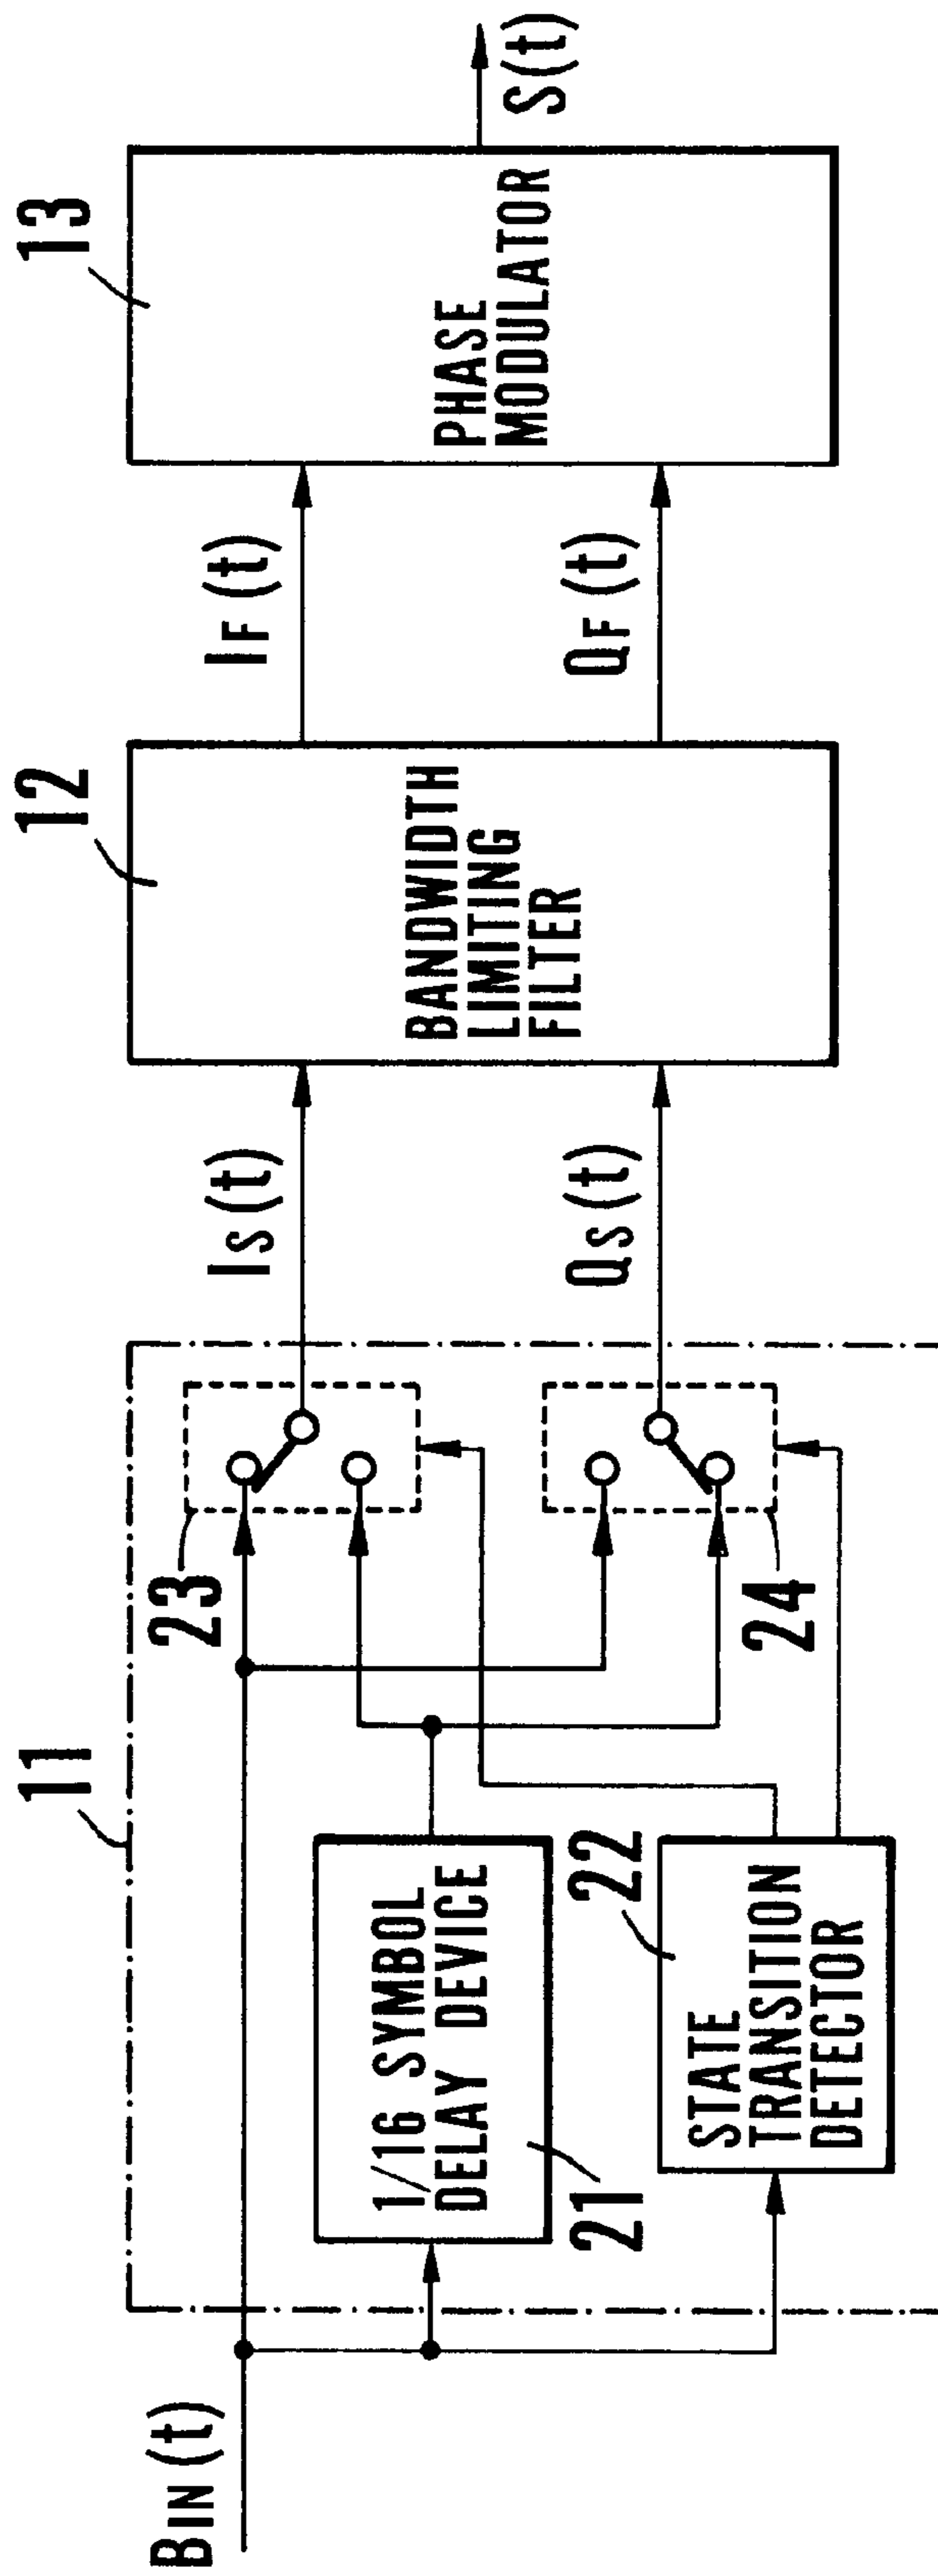 11
12
13
BIN (t)
23
IS (t)
IF (t)
S(t)
1/16 SYMBOL
DELAY DEVICE
21
BANDWIDTH
LIMITING
FILTER
PHASE
MODULATOR
22
24
QS (t)
QF (t)
STATE
TRANSITION
DETECTOR